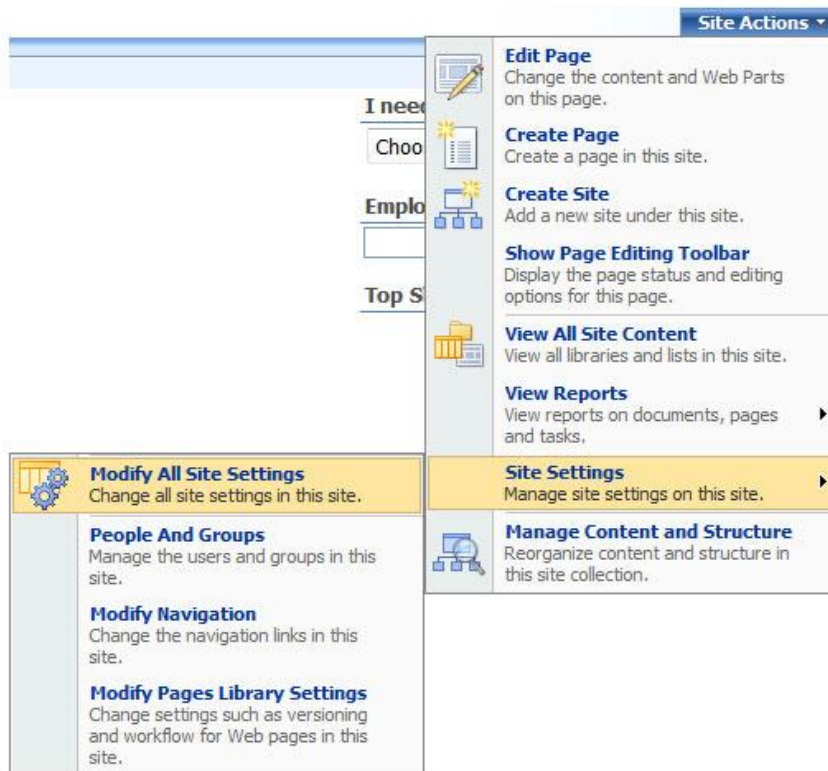 Site Actions
Edit Page
Change the content and Web Parts
on this page.
Create Page
Create a page in this site.
Create Site
Add a new site under this site.
Show Page Editing Toolbar
Display the page status and editing
options for this page.
View All Site Content
View all libraries and lists in this site.
View Reports
View reports on documents, pages
and tasks.
Site Settings
Manage site settings on this site.
Manage Content and Structure
Reorganize content and structure in
this site collection.
I need
Choo
Emplo
Top S
Modify All Site Settings
Change all site settings in this site.
People And Groups
Manage the users and groups in this
site.
Modify Navigation
Change the navigation links in this
site.
Modify Pages Library Settings
Change settings such as versioning
and workflow for Web pages in this
site.